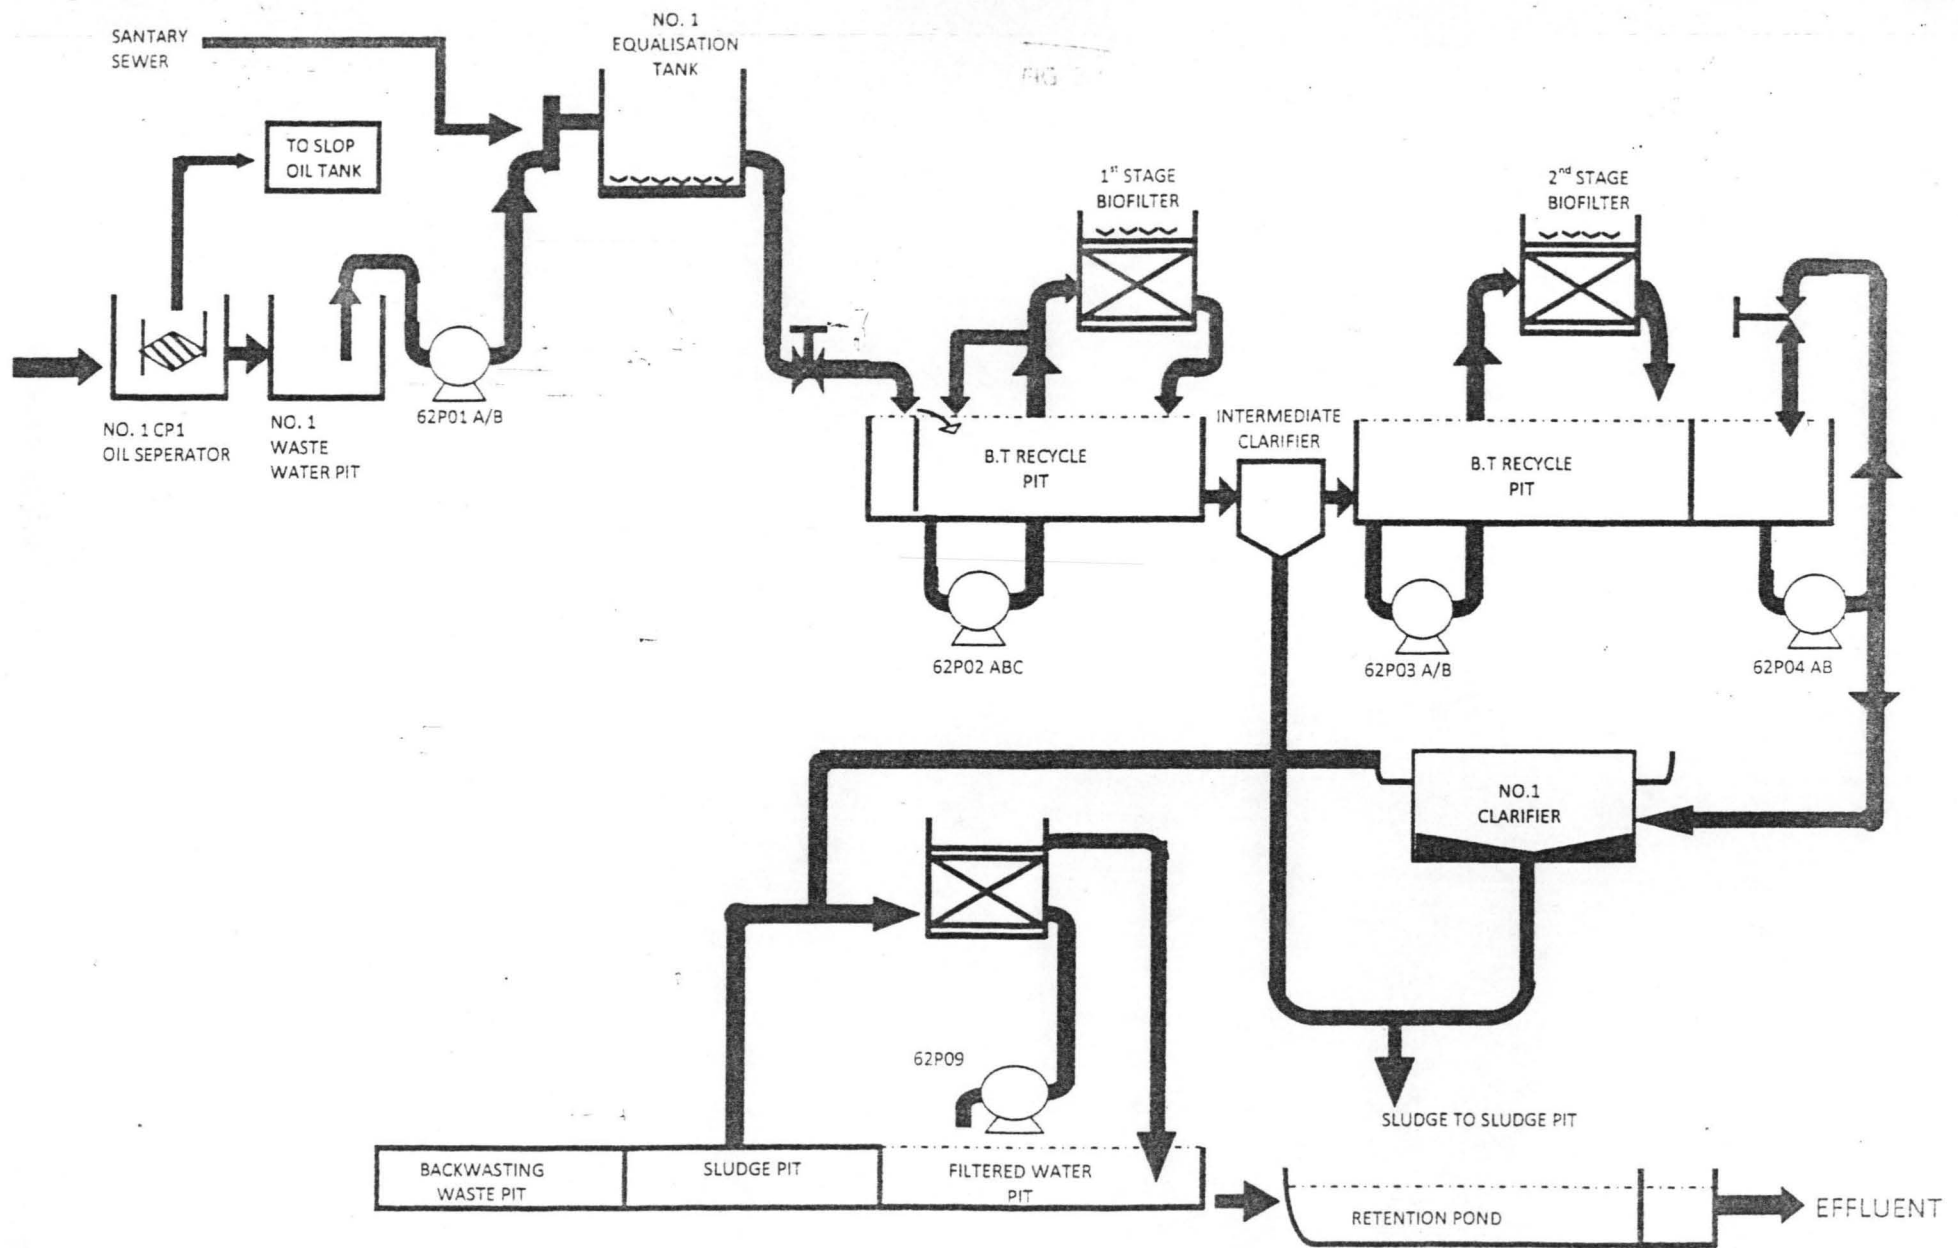 SANTARY
SEWER
NO. 1
EQUALISATION
TANK
FIG
TO SLOP
OIL TANK
1st STAGE
BIOFILTER
2nd STAGE
BIOFILTER
NO. 1 CP1
OIL SEPERATOR
NO. 1
WASTE
WATER PIT
62P01 A/B
B.T RECYCLE
PIT
INTERMEDIATE
CLARIFIER
B.T RECYCLE
PIT
62P02 ABC
62P03 A/B
62P04 AB
NO.1
CLARIFIER
62P09
SLUDGE TO SLUDGE PIT
BACKWASTING
WASTE PIT
SLUDGE PIT
FILTERED WATER
PIT
RETENTION POND
EFFLUENT